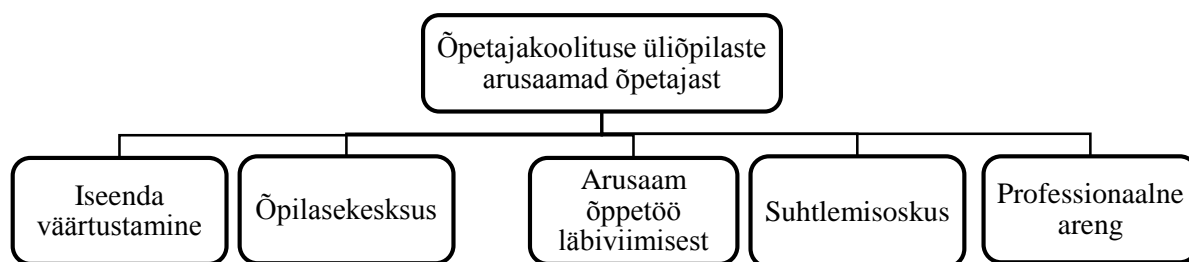 Õpetajakoolituse üliõpilaste
arusaamad õpetajast
Iseenda
väärtustamine
Õpilasekesksus
Arusaam
õppetöö
läbiviimisest
Suhtlemisoskus
Professionaalne
areng